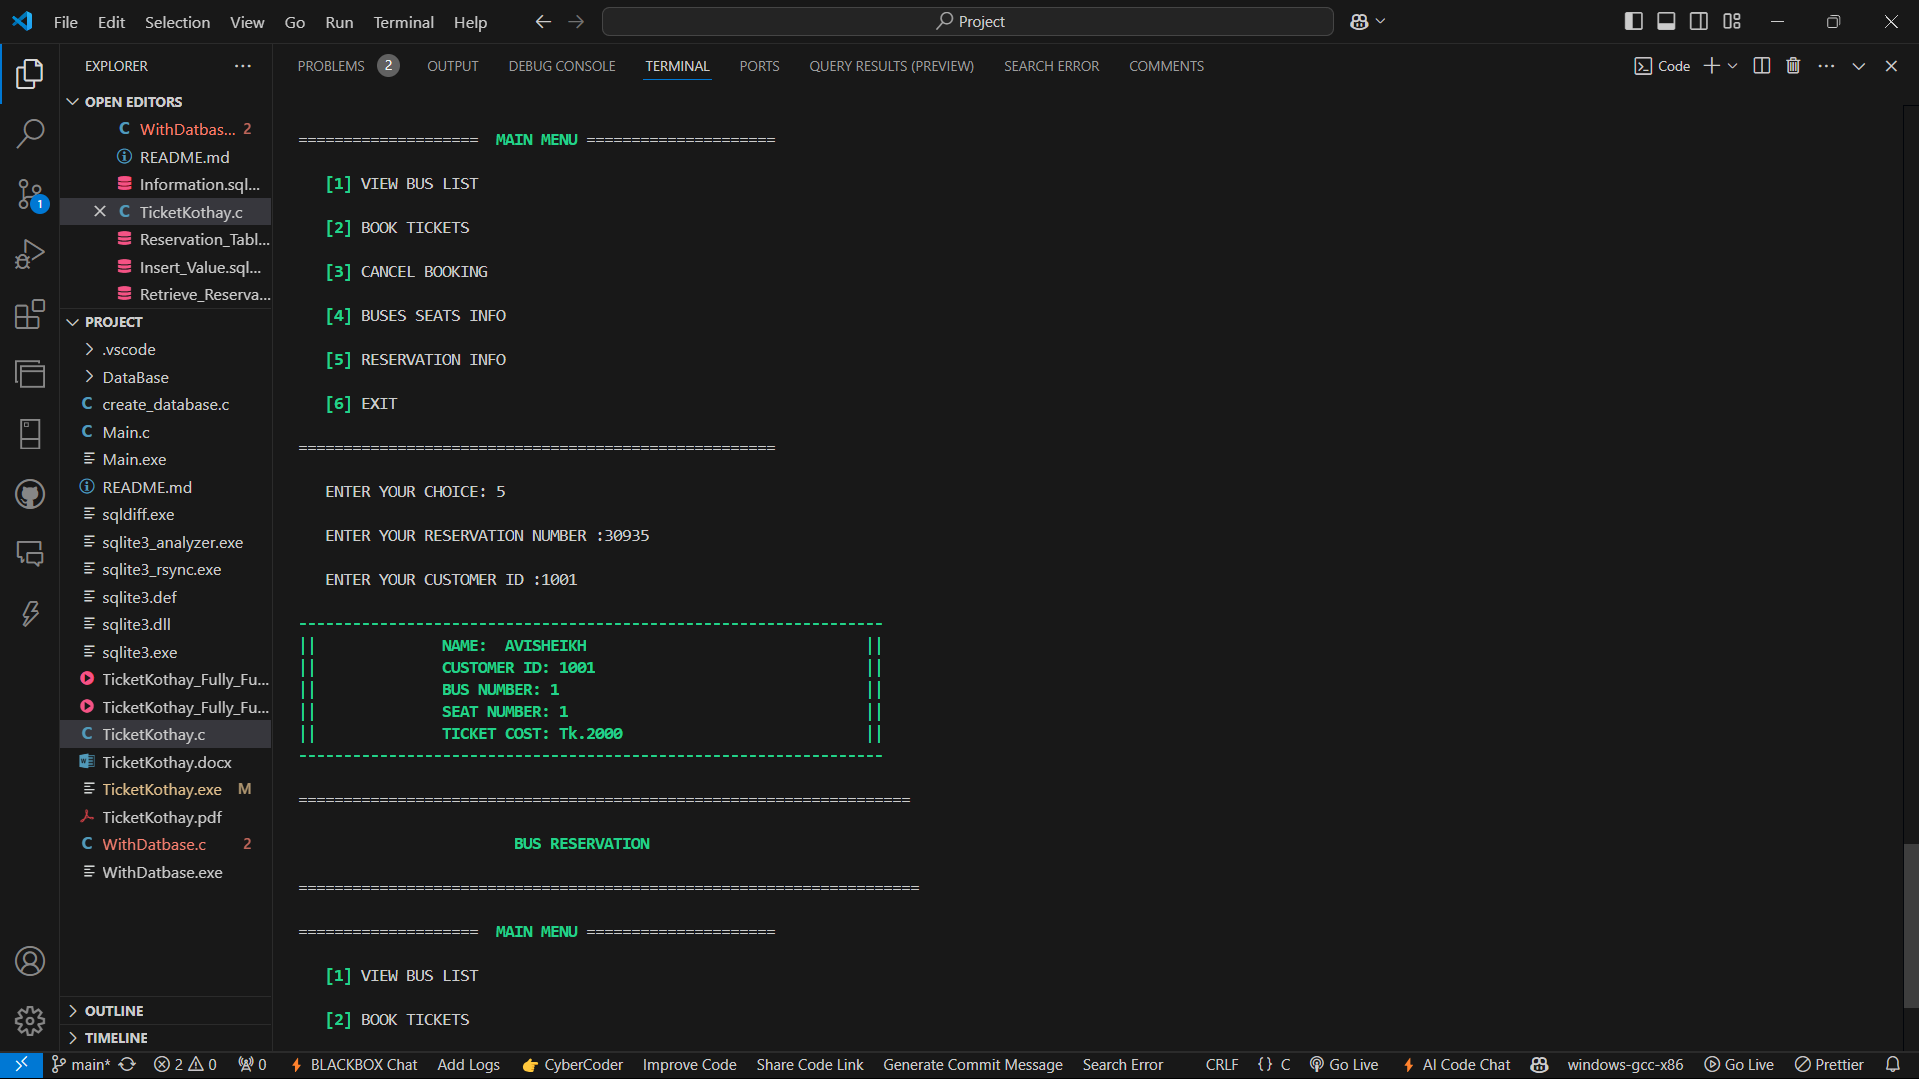 File Edit Selection View Go Run Terminal Help
Project
EXPLORER
OPEN EDITORS
C WithDatbas... 2
README.md
Information.sql...
C TicketKothay.c
Reservation_Tabl...
Insert_Value.sql...
Retrieve_Reserva...
PROJECT
.vscode
DataBase
C create_database.c
C Main.c
Main.exe
README.md
sqldiff.exe
sqlite3_analyzer.exe
sqlite3_rsync.exe
sqlite3.def
sqlite3.dll
sqlite3.exe
TicketKothay_Fully_Fu...
TicketKothay_Fully_Fu...
C TicketKothay.c
TicketKothay.docx
TicketKothay.exe M
TicketKothay.pdf
C WithDatbase.c 2
WithDatbase.exe
OUTLINE
TIMELINE
1
PROBLEMS 2 OUTPUT DEBUG CONSOLE TERMINAL PORTS QUERY RESULTS (PREVIEW) SEARCH ERROR COMMENTS
Code
==================== MAIN MENU =====================
[1] VIEW BUS LIST
[2] BOOK TICKETS
[3] CANCEL BOOKING
[4] BUSES SEATS INFO
[5] RESERVATION INFO
[6] EXIT
=====================================================
ENTER YOUR CHOICE: 5
ENTER YOUR RESERVATION NUMBER :30935
ENTER YOUR CUSTOMER ID :1001
-----------------------------------------------------------------
|| NAME: AVISHEIKH ||
|| CUSTOMER ID: 1001 ||
|| BUS NUMBER: 1 ||
|| SEAT NUMBER: 1 ||
|| TICKET COST: Tk.2000 ||
-----------------------------------------------------------------
====================================================================
BUS RESERVATION
=====================================================================
==================== MAIN MENU =====================
[1] VIEW BUS LIST
[2] BOOK TICKETS
main* 2 0 0 BLACKBOX Chat Add Logs CyberCoder Improve Code Share Code Link Generate Commit Message Search Error CRLF {} C Go Live AI Code Chat windows-gcc-x86 Go Live Prettier